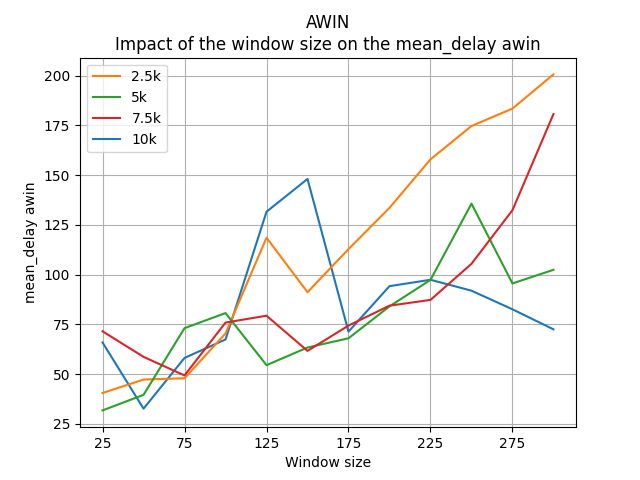 AWIN
Impact of the window size on the mean_delay awin
2.5k
5k
7.5k
10k
200
175
150
125
100
75
50
25
mean_delay awin
25 75 125 175 225 275
Window size